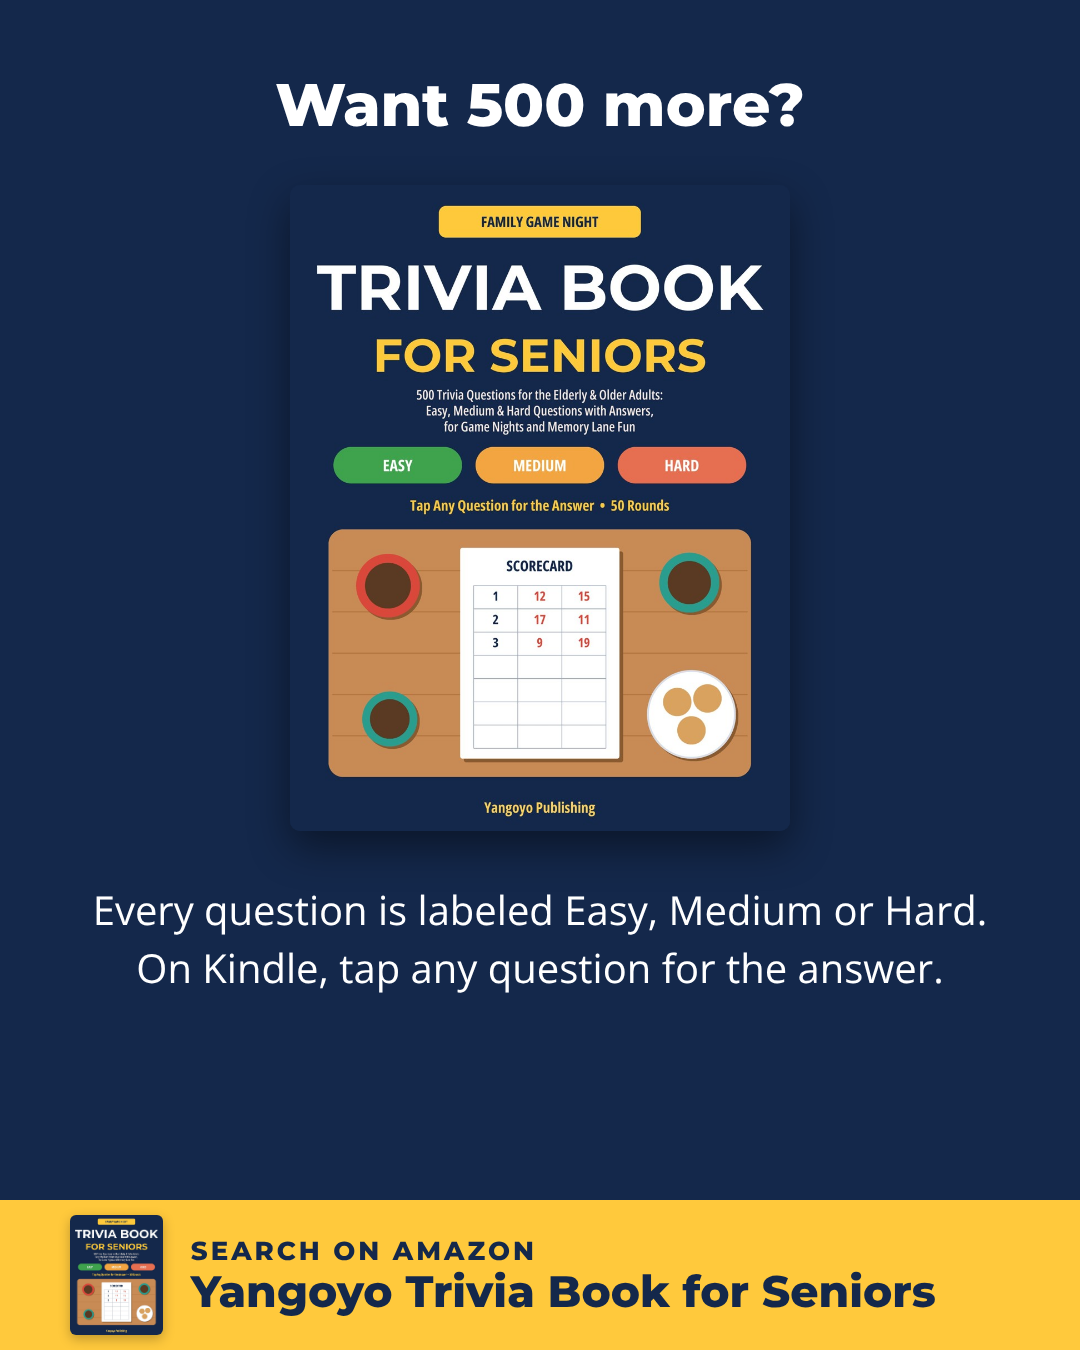 Want 500 more?
FAMILY GAME NIGHT
TRIVIA BOOK
FOR SENIORS
500 Trivia Questions for the Elderly & Older Adults:
Easy, Medium & Hard Questions with Answers,
for Game Nights and Memory Lane Fun
EASY MEDIUM HARD
Tap Any Question for the Answer • 50 Rounds
SCORECARD
1 12 15
2 17 11
3 9 19
Yangoyo Publishing
Every question is labeled Easy, Medium or Hard.
On Kindle, tap any question for the answer.
TRIVIA BOOK
FOR SENIORS
SEARCH ON AMAZON
Yangoyo Trivia Book for Seniors